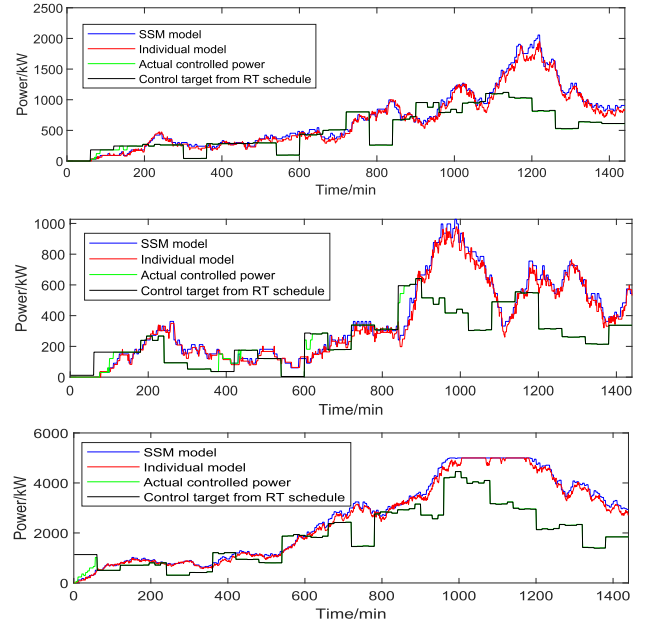 2500
2000
1500
1000
500
0
Power/kW
SSM model
Individual model
Actual controlled power
Control target from RT schedule
0 200 400 600 800 1000 1200 1400
Time/min
1000
800
600
400
200
0
Power/kW
SSM model
Individual model
Actual controlled power
Control target from RT schedule
0 200 400 600 800 1000 1200 1400
Time/min
6000
4000
2000
0
Power/kW
SSM model
Individual model
Actual controlled power
Control target from RT schedule
0 200 400 600 800 1000 1200 1400
Time/min